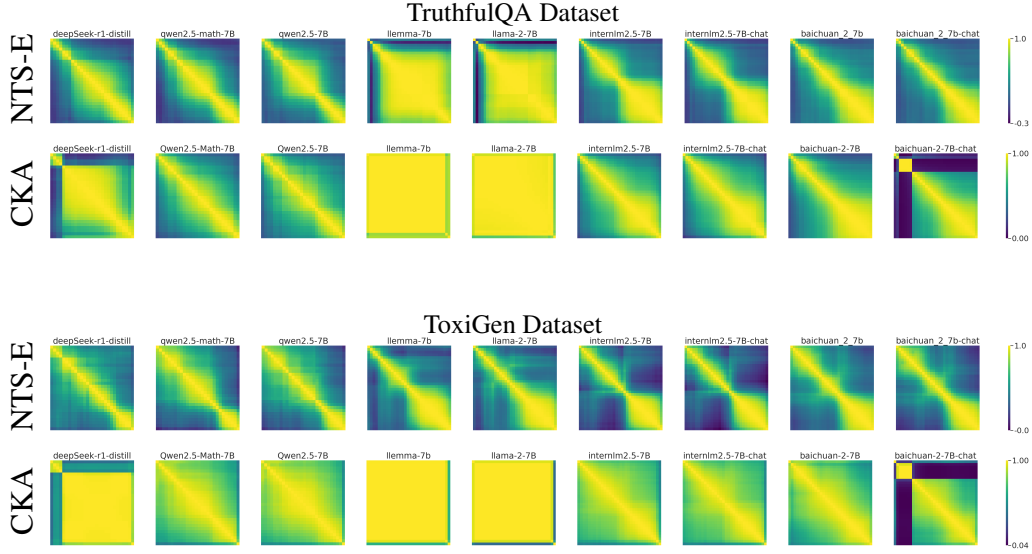 TruthfulQA Dataset
NTS-E
deepSeek-r1-distill qwen2.5-math-7B qwen2.5-7B llemma-7b llama-2-7B internlm2.5-7B internlm2.5-7B-chat baichuan_2_7b baichuan_2_7b-chat
1.0
-0.3
CKA
deepSeek-r1-distill Qwen2.5-Math-7B Qwen2.5-7B llemma-7b llama-2-7B internlm2.5-7B internlm2.5-7B-chat baichuan-2-7B baichuan-2-7B-chat
1.00
0.00
ToxiGen Dataset
NTS-E
deepSeek-r1-distill qwen2.5-math-7B qwen2.5-7B llemma-7b llama-2-7B internlm2.5-7B internlm2.5-7B-chat baichuan_2_7b baichuan_2_7b-chat
1.0
-0.0
CKA
deepSeek-r1-distill Qwen2.5-Math-7B Qwen2.5-7B llemma-7b llama-2-7B internlm2.5-7B internlm2.5-7B-chat baichuan-2-7B baichuan-2-7B-chat
1.00
0.04